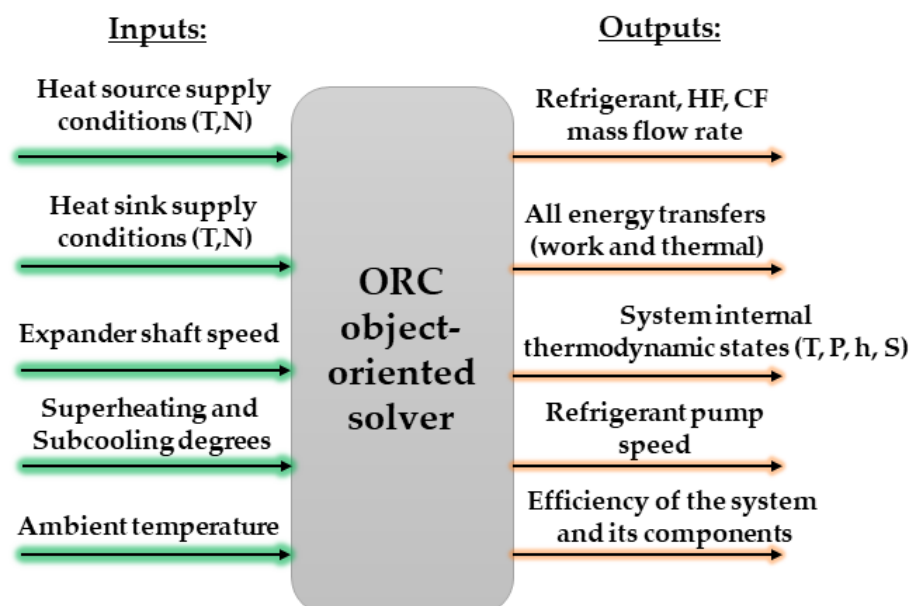 Inputs:
Heat source supply
conditions (T,N)
Heat sink supply
conditions (T,N)
Expander shaft speed
Superheating and
Subcooling degrees
Ambient temperature
ORC
object-
oriented
solver
Outputs:
Refrigerant, HF, CF
mass flow rate
All energy transfers
(work and thermal)
System internal
thermodynamic states (T, P, h, S)
Refrigerant pump
speed
Efficiency of the system
and its components